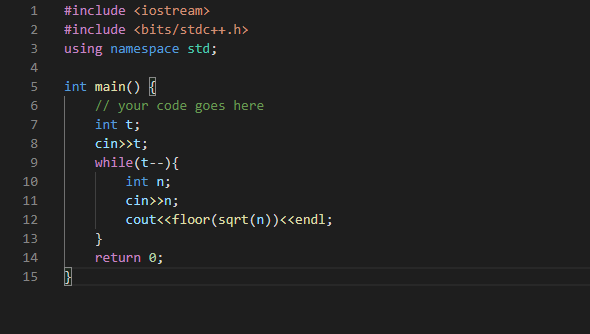 1 #include <iostream>
2 #include <bits/stdc++.h>
3 using namespace std;
4
5 int main() {
6     // your code goes here
7     int t;
8     cin>>t;
9     while(t--){
10         int n;
11         cin>>n;
12         cout<<floor(sqrt(n))<<endl;
13     }
14     return 0;
15 }